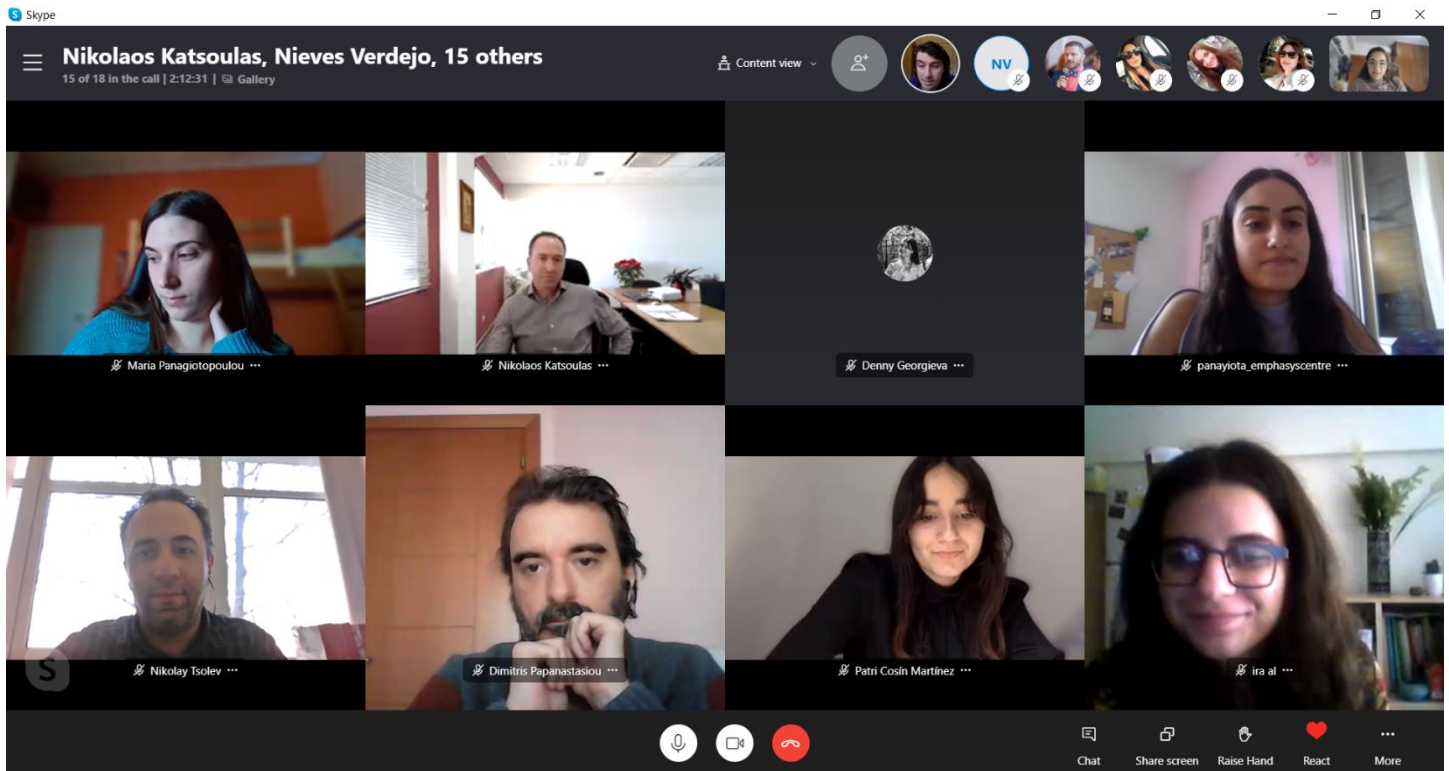 Skype
Nikolaos Katsoulas, Nieves Verdejo, 15 others
15 of 18 in the call | 2:12:31 | Gallery
Content view
NV
Maria Panagiotopoulou ···
Nikolaos Katsoulas ···
Denny Georgieva ···
panayiota_emphasyscentre ···
Nikolay Tsolev ···
Dimitris Papanastasiou ···
Patri Cosín Martínez ···
ira al ···
Chat
Share screen
Raise Hand
React
More